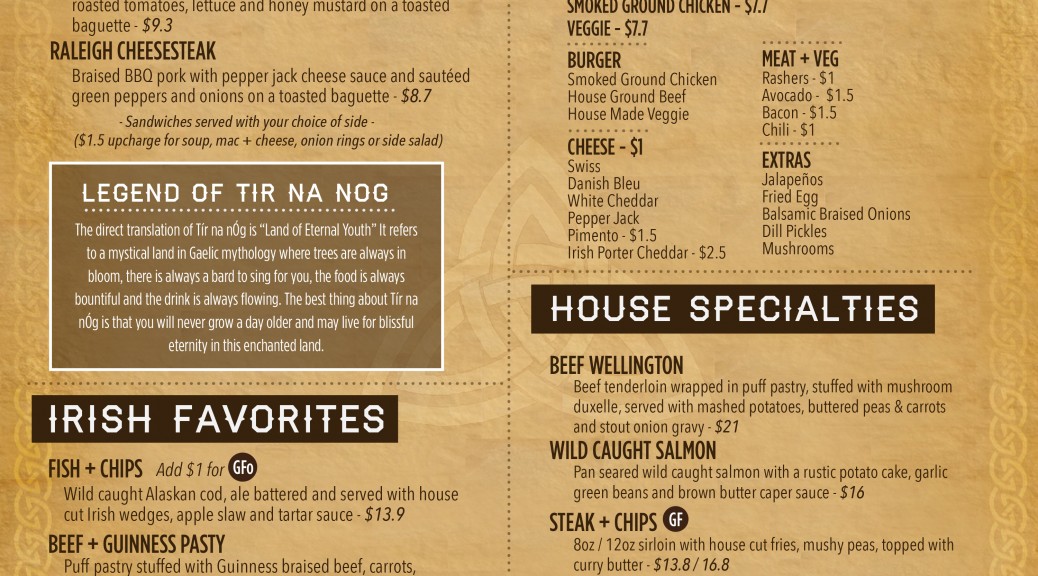 roasted tomatoes, lettuce and honey mustard on a toasted
baguette - $9.3
RALEIGH CHEESESTEAK
Braised BBQ pork with pepper jack cheese sauce and sautéed
green peppers and onions on a toasted baguette - $8.7
- Sandwiches served with your choice of side -
($1.5 upcharge for soup, mac + cheese, onion rings or side salad)
LEGEND OF TIR NA NOG
The direct translation of Tír na nÓg is “Land of Eternal Youth” It refers
to a mystical land in Gaelic mythology where trees are always in
bloom, there is always a bard to sing for you, the food is always
bountiful and the drink is always flowing. The best thing about Tír na
nÓg is that you will never grow a day older and may live for blissful
eternity in this enchanted land.
IRISH FAVORITES
FISH + CHIPS Add $1 for GFo
Wild caught Alaskan cod, ale battered and served with house
cut Irish wedges, apple slaw and tartar sauce - $13.9
BEEF + GUINNESS PASTY
Puff pastry stuffed with Guinness braised beef, carrots,
SMOKED GROUND CHICKEN - $7.7
VEGGIE - $7.7
BURGER
Smoked Ground Chicken
House Ground Beef
House Made Veggie
CHEESE - $1
Swiss
Danish Bleu
White Cheddar
Pepper Jack
Pimento - $1.5
Irish Porter Cheddar - $2.5
MEAT + VEG
Rashers - $1
Avocado - $1.5
Bacon - $1.5
Chili - $1
EXTRAS
Jalapeños
Fried Egg
Balsamic Braised Onions
Dill Pickles
Mushrooms
HOUSE SPECIALTIES
BEEF WELLINGTON
Beef tenderloin wrapped in puff pastry, stuffed with mushroom
duxelle, served with mashed potatoes, buttered peas & carrots
and stout onion gravy - $21
WILD CAUGHT SALMON
Pan seared wild caught salmon with a rustic potato cake, garlic
green beans and brown butter caper sauce - $16
STEAK + CHIPS GF
8oz / 12oz sirloin with house cut fries, mushy peas, topped with
curry butter - $13.8 / 16.8